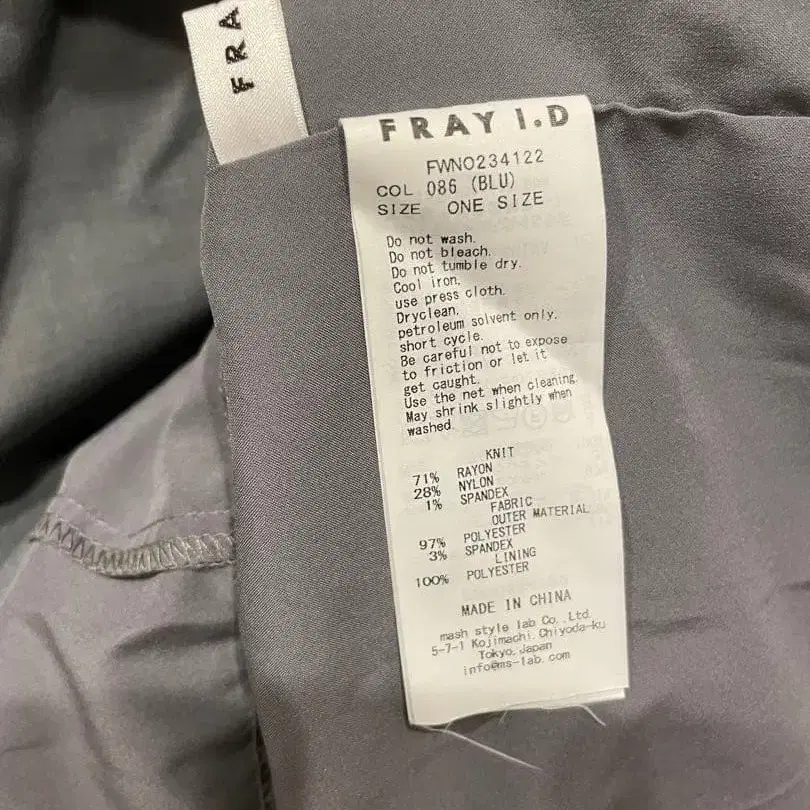 FRA
FRAY I.D
FWNO234122
COL 086 (BLU)
SIZE ONE SIZE
Do not wash.
Do not bleach.
Do not tumble dry.
Cool iron.
use press cloth.
Dryclean.
petroleum solvent only.
short cycle.
Be careful not to expose
to friction or let it
get caught.
Use the net when cleaning.
May shrink slightly when
washed.
KNIT
71% RAYON
28% NYLON
1% SPANDEX
FABRIC
OUTER MATERIAL
97% POLYESTER
3% SPANDEX
LINING
100% POLYESTER
MADE IN CHINA
mash style lab Co.,Ltd.
5-7-1 Kojimachi, Chiyoda-ku
Tokyo, Japan
info@ms-lab.com